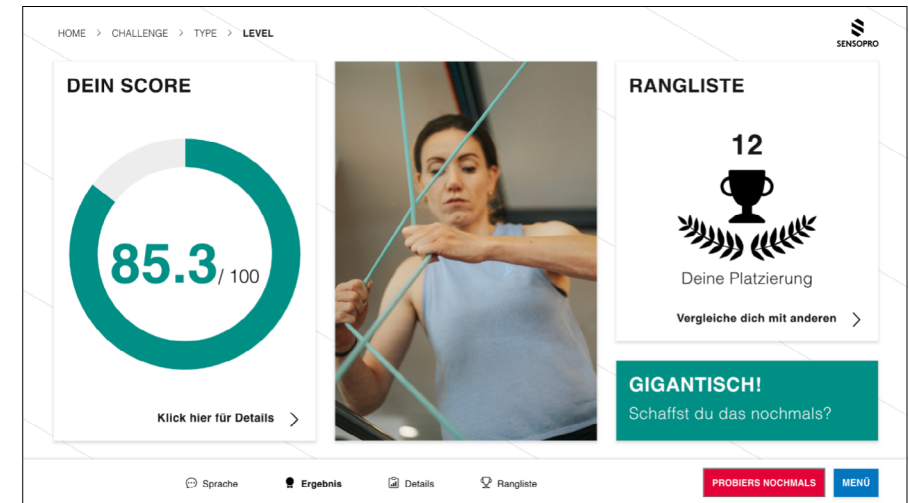 HOME > CHALLENGE > TYPE > LEVEL
SENSOPRO
DEIN SCORE
85.3 / 100
Klick hier für Details >
RANGLISTE
12
Deine Platzierung
Vergleiche dich mit anderen >
GIGANTISCH!
Schaffst du das nochmals?
Sprache
Ergebnis
Details
Rangliste
PROBIERS NOCHMALS
MENÜ